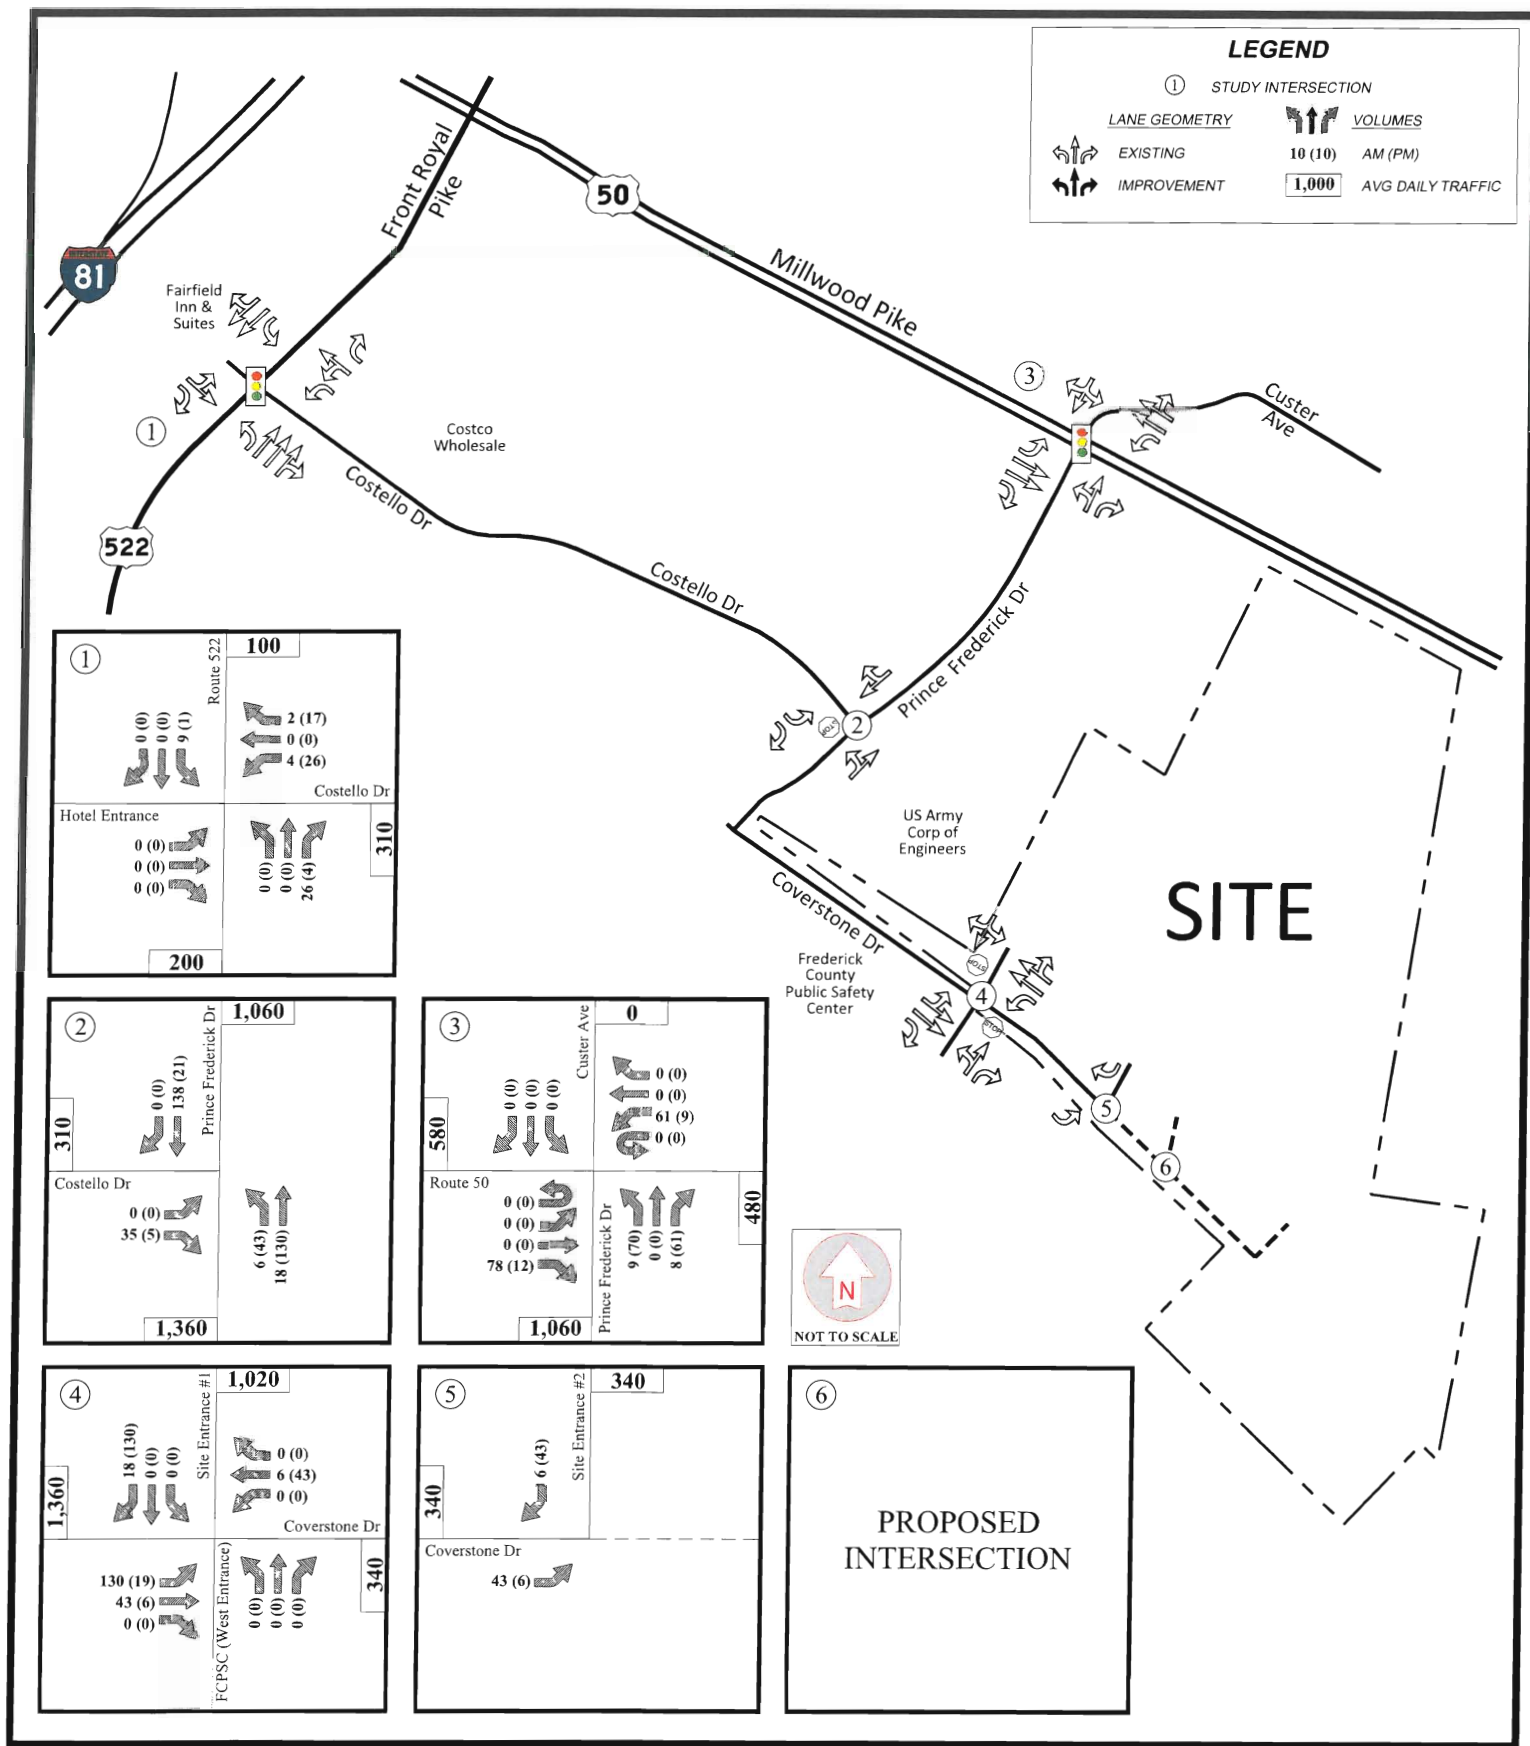 LEGEND
1 STUDY INTERSECTION
LANE GEOMETRY
VOLUMES
EXISTING
10 (10) AM (PM)
IMPROVEMENT
1,000 AVG DAILY TRAFFIC
INTERSTATE
81
Front Royal
Pike
50
Millwood Pike
Fairfield
Inn &
Suites
1
Costco
Wholesale
Costello Dr
522
3
Custer
Ave
Costello Dr
Prince Frederick Dr
STOP
2
US Army
Corp of
Engineers
SITE
Coverstone Dr
Frederick
County
Public Safety
Center
STOP
4
STOP
5
6
N
NOT TO SCALE
1
Route 522
100
0 (0)
0 (0)
9 (1)
2 (17)
0 (0)
4 (26)
Costello Dr
Hotel Entrance
0 (0)
0 (0)
0 (0)
0 (0)
0 (0)
26 (4)
310
200
2
Prince Frederick Dr
1,060
0 (0)
138 (21)
310
Costello Dr
0 (0)
35 (5)
6 (43)
18 (130)
1,360
3
Custer Ave
0
0 (0)
0 (0)
0 (0)
0 (0)
0 (0)
61 (9)
0 (0)
580
Route 50
0 (0)
0 (0)
0 (0)
78 (12)
Prince Frederick Dr
9 (70)
0 (0)
8 (61)
480
1,060
4
Site Entrance #1
1,020
18 (130)
0 (0)
0 (0)
0 (0)
6 (43)
0 (0)
1,360
Coverstone Dr
130 (19)
43 (6)
0 (0)
FCPSC (West Entrance)
0 (0)
0 (0)
0 (0)
340
5
Site Entrance #2
340
6 (43)
340
Coverstone Dr
43 (6)
6
PROPOSED
INTERSECTION